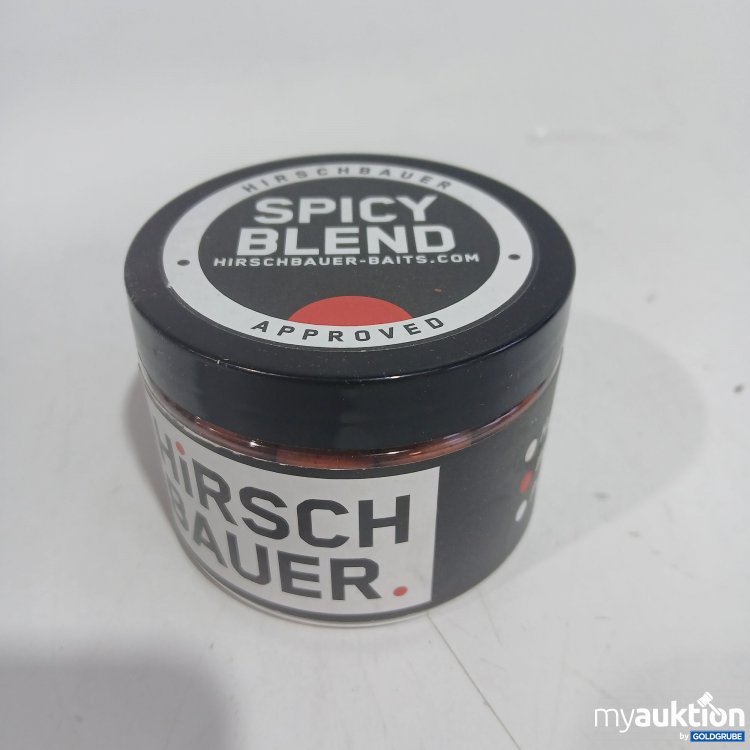 HIRSCHBAUER
SPICY
BLEND
HIRSCHBAUER-BAITS.COM
APPROVED
HiRSCH
BAUER.
myauktion
by GOLDGRUBE